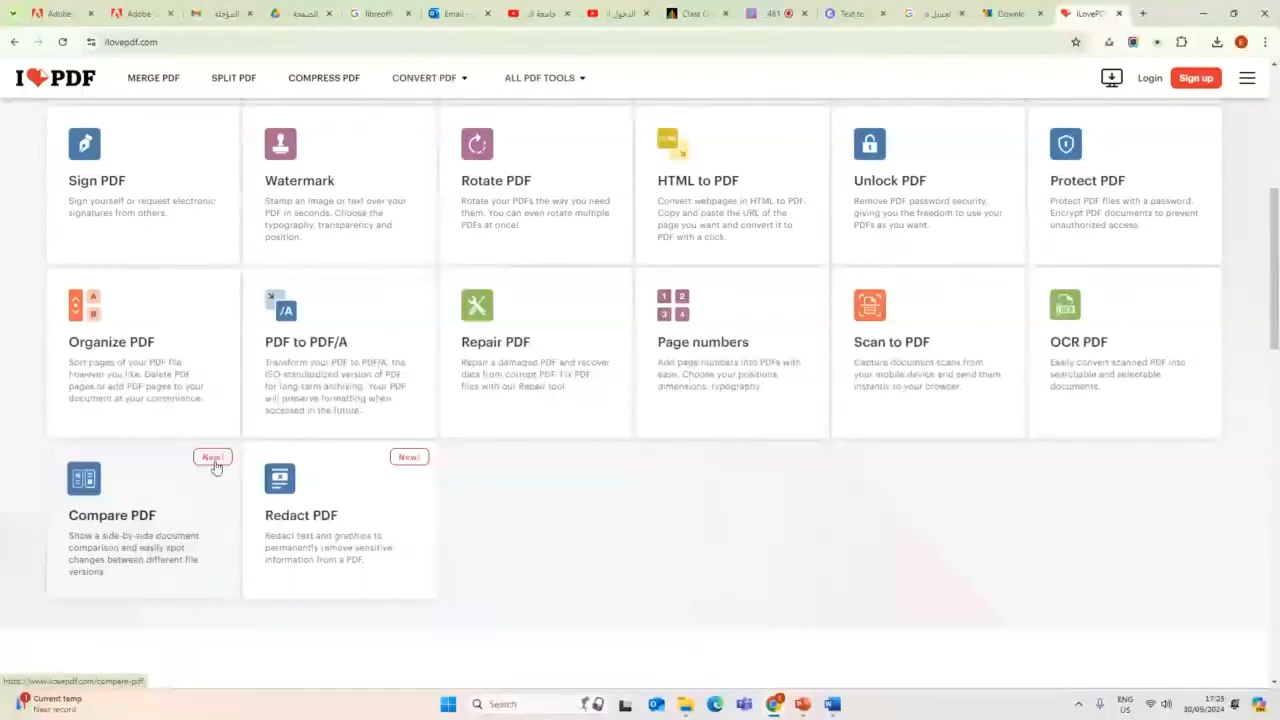 Adobe
Adobe
المؤجلة
الصفحة
libreoff
Email -
جامعة ال
الدخول ا
Class G
_461
Text to
تحميل ا
Downlo
iLovePDF
ilovepdf.com
I PDF
MERGE PDF
SPLIT PDF
COMPRESS PDF
CONVERT PDF
ALL PDF TOOLS
Login
Sign up
Sign PDF
Sign yourself or request electronic
signatures from others.
Watermark
Stamp an image or text over your
PDF in seconds. Choose the
typography, transparency and
position.
Rotate PDF
Rotate your PDFs the way you need
them. You can even rotate multiple
PDFs at once!
HTML
HTML to PDF
Convert webpages in HTML to PDF.
Copy and paste the URL of the
page you want and convert it to
PDF with a click.
Unlock PDF
Remove PDF password security,
giving you the freedom to use your
PDFs as you want.
Protect PDF
Protect PDF files with a password.
Encrypt PDF documents to prevent
unauthorized access.
A
B
Organize PDF
Sort pages of your PDF file
however you like. Delete PDF
pages or add PDF pages to your
document at your convenience.
/A
PDF to PDF/A
Transform your PDF to PDF/A, the
ISO-standardized version of PDF
for long-term archiving. Your PDF
will preserve formatting when
accessed in the future.
Repair PDF
Repair a damaged PDF and recover
data from corrupt PDF. Fix PDF
files with our Repair tool
1 2
3 4
Page numbers
Add page numbers into PDFs with
ease. Choose your positions,
dimensions, typography.
Scan to PDF
Capture document scans from
your mobile device and send them
instantly to your browser.
OCR PDF
Easily convert scanned PDF into
searchable and selectable
documents.
New!
Compare PDF
Show a side-by-side document
comparison and easily spot
changes between different file
versions
New!
Redact PDF
Redact text and graphics to
permanently remove sensitive
information from a PDF.
https://www.ilovepdf.com/compare-pdf
1
Current temp
Near record
Search
ENG
US
17:25
30/09/2024